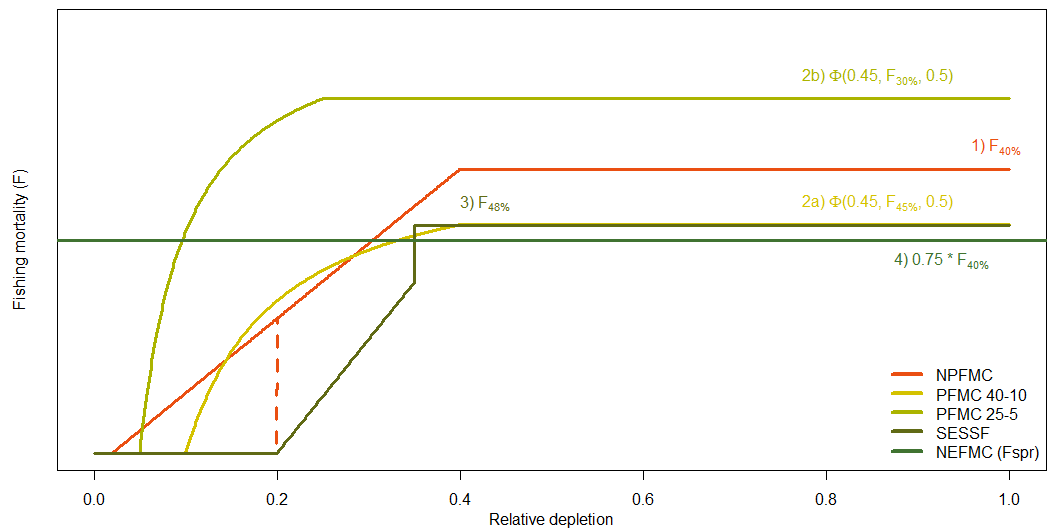 2b) Φ(0.45, F30%, 0.5)
1) F40%
3) F48%
2a) Φ(0.45, F45%, 0.5)
4) 0.75 * F40%
Fishing mortality (F)
NPFMC
PFMC 40-10
PFMC 25-5
SESSF
NEFMC (Fspr)
0.0 0.2 0.4 0.6 0.8 1.0
Relative depletion